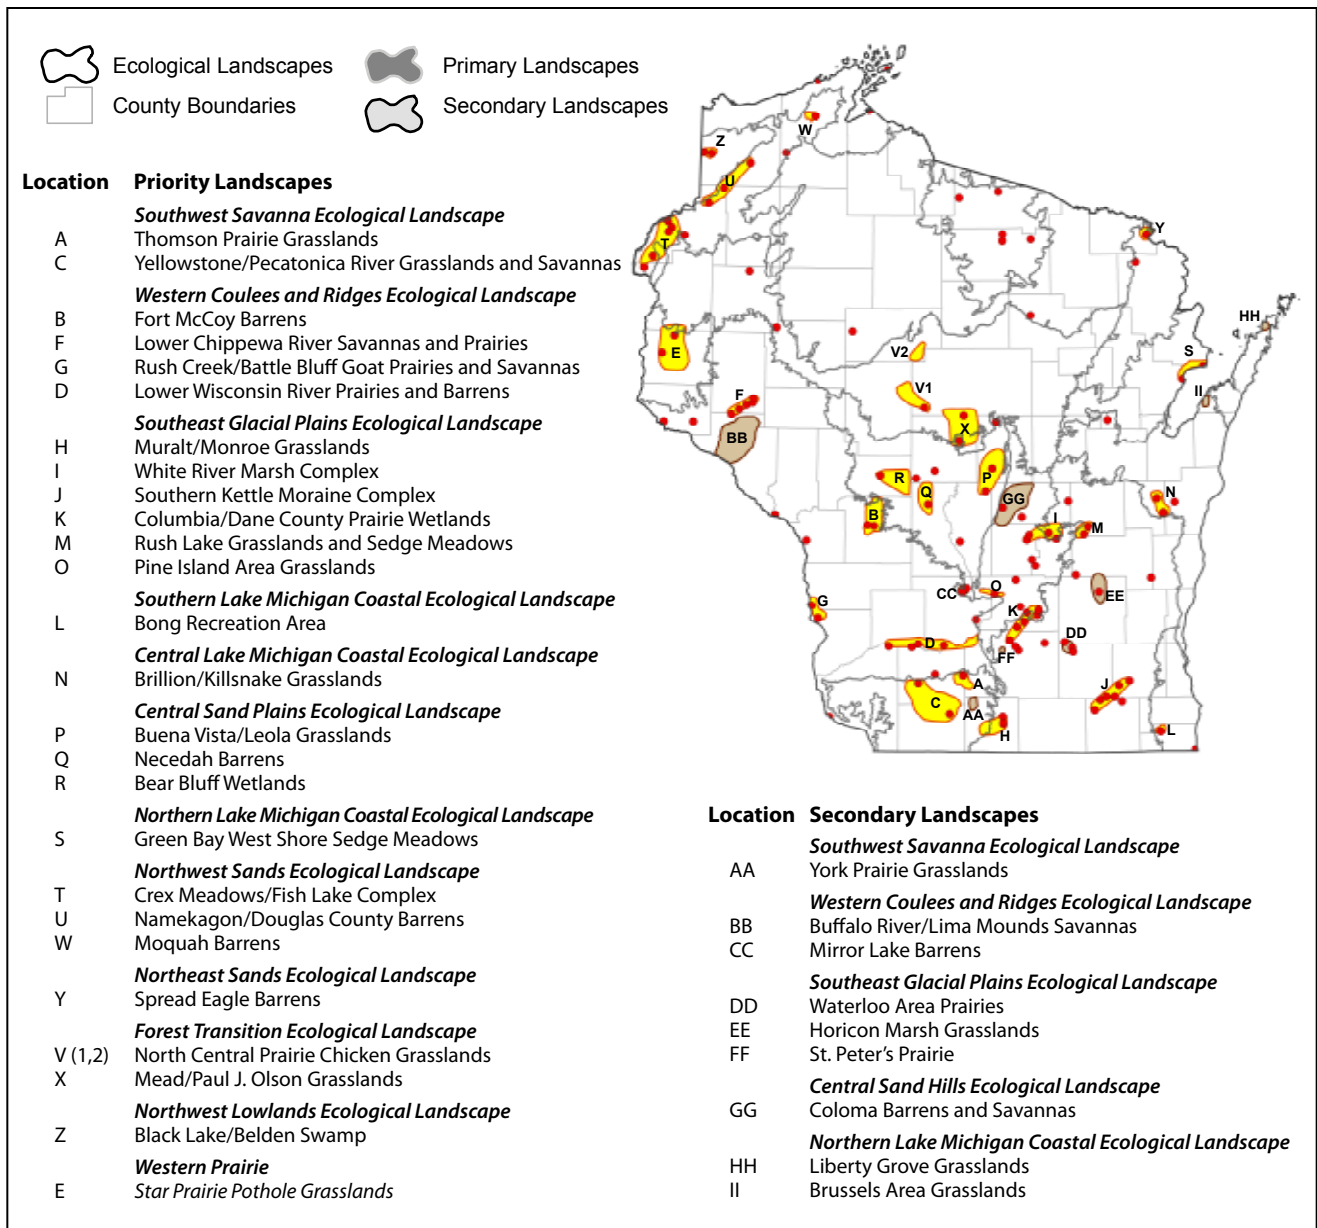 Ecological Landscapes
Primary Landscapes
County Boundaries
Secondary Landscapes
Location Priority Landscapes
Southwest Savanna Ecological Landscape
A Thomson Prairie Grasslands
C Yellowstone/Pecatonica River Grasslands and Savannas
Western Coulees and Ridges Ecological Landscape
B Fort McCoy Barrens
F Lower Chippewa River Savannas and Prairies
G Rush Creek/Battle Bluff Goat Prairies and Savannas
D Lower Wisconsin River Prairies and Barrens
Southeast Glacial Plains Ecological Landscape
H Muralt/Monroe Grasslands
I White River Marsh Complex
J Southern Kettle Moraine Complex
K Columbia/Dane County Prairie Wetlands
M Rush Lake Grasslands and Sedge Meadows
O Pine Island Area Grasslands
Southern Lake Michigan Coastal Ecological Landscape
L Bong Recreation Area
Central Lake Michigan Coastal Ecological Landscape
N Brillion/Killsnake Grasslands
Central Sand Plains Ecological Landscape
P Buena Vista/Leola Grasslands
Q Necedah Barrens
R Bear Bluff Wetlands
Northern Lake Michigan Coastal Ecological Landscape
S Green Bay West Shore Sedge Meadows
Northwest Sands Ecological Landscape
T Crex Meadows/Fish Lake Complex
U Namekagon/Douglas County Barrens
W Moquah Barrens
Northeast Sands Ecological Landscape
Y Spread Eagle Barrens
Forest Transition Ecological Landscape
V (1,2) North Central Prairie Chicken Grasslands
X Mead/Paul J. Olson Grasslands
Northwest Lowlands Ecological Landscape
Z Black Lake/Belden Swamp
Western Prairie
E Star Prairie Pothole Grasslands
W
Z
U
T
Y
HH
E
V2
S
V1
II
F
X
BB
R
P
Q
GG
N
B
I
M
CC
O
EE
G
K
DD
D
FF
A
J
C
AA
H
L
Location Secondary Landscapes
Southwest Savanna Ecological Landscape
AA York Prairie Grasslands
Western Coulees and Ridges Ecological Landscape
BB Buffalo River/Lima Mounds Savannas
CC Mirror Lake Barrens
Southeast Glacial Plains Ecological Landscape
DD Waterloo Area Prairies
EE Horicon Marsh Grasslands
FF St. Peter's Prairie
Central Sand Hills Ecological Landscape
GG Coloma Barrens and Savannas
Northern Lake Michigan Coastal Ecological Landscape
HH Liberty Grove Grasslands
II Brussels Area Grasslands